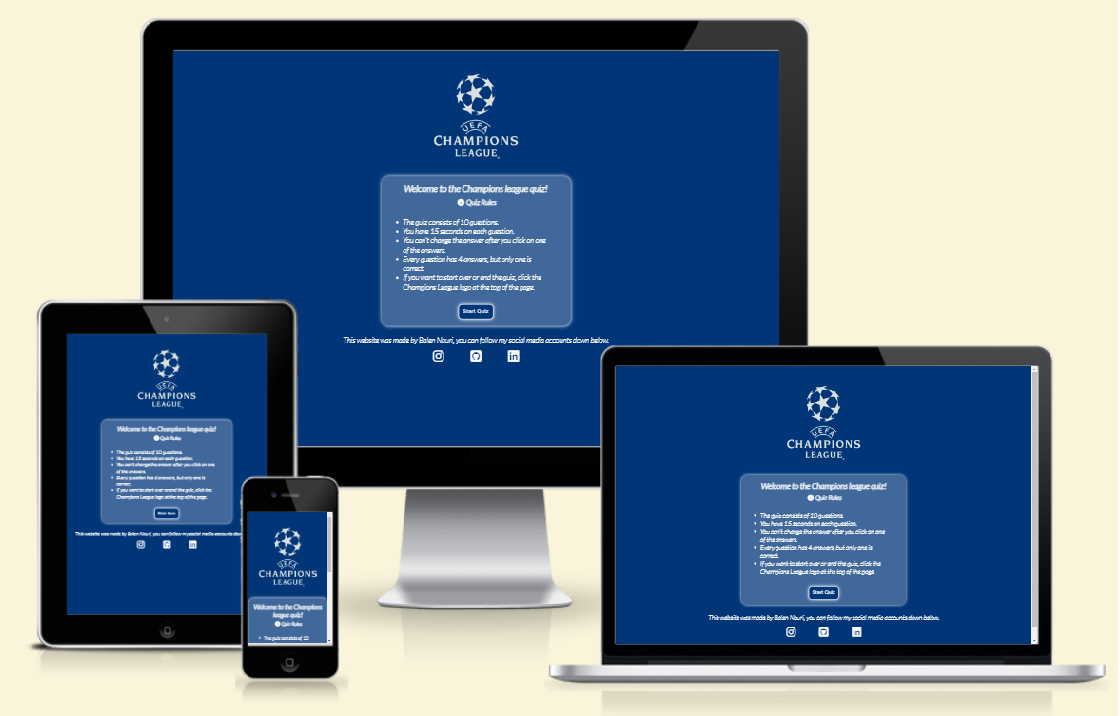 UEFA
CHAMPIONS
LEAGUE
Welcome to the Champions league quiz!
Quiz Rules
The quiz consists of 10 questions.
You have 15 seconds on each question.
You can't change the answer after you click on one
of the answers.
Every question has 4 answers, but only one is
correct.
If you want to start over or end the quiz, click the
Champions League logo at the top of the page.
Start Quiz
This website was made by Balen Nouri, you can follow my social media accounts down below.
UEFA
CHAMPIONS
LEAGUE
Welcome to the Champions league quiz!
Quiz Rules
The quiz consists of 10 questions.
You have 15 seconds on each question.
You can't change the answer after you click on one
of the answers.
Every question has 4 answers, but only one is
correct.
If you want to start over or end the quiz, click the
Champions League logo at the top of the page.
Start Quiz
This website was made by Balen Nouri, you can follow my social media accounts down
UEFA
CHAMPIONS
LEAGUE
Welcome to the Champions
league quiz!
Quiz Rules
The quiz consists of 10
UEFA
CHAMPIONS
LEAGUE
Welcome to the Champions league quiz!
Quiz Rules
The quiz consists of 10 questions.
You have 15 seconds on each question.
You can't change the answer after you click on one
of the answers.
Every question has 4 answers, but only one is
correct.
If you want to start over or end the quiz, click the
Champions League logo at the top of the page.
Start Quiz
This website was made by Balen Nouri, you can follow my social media accounts down below.